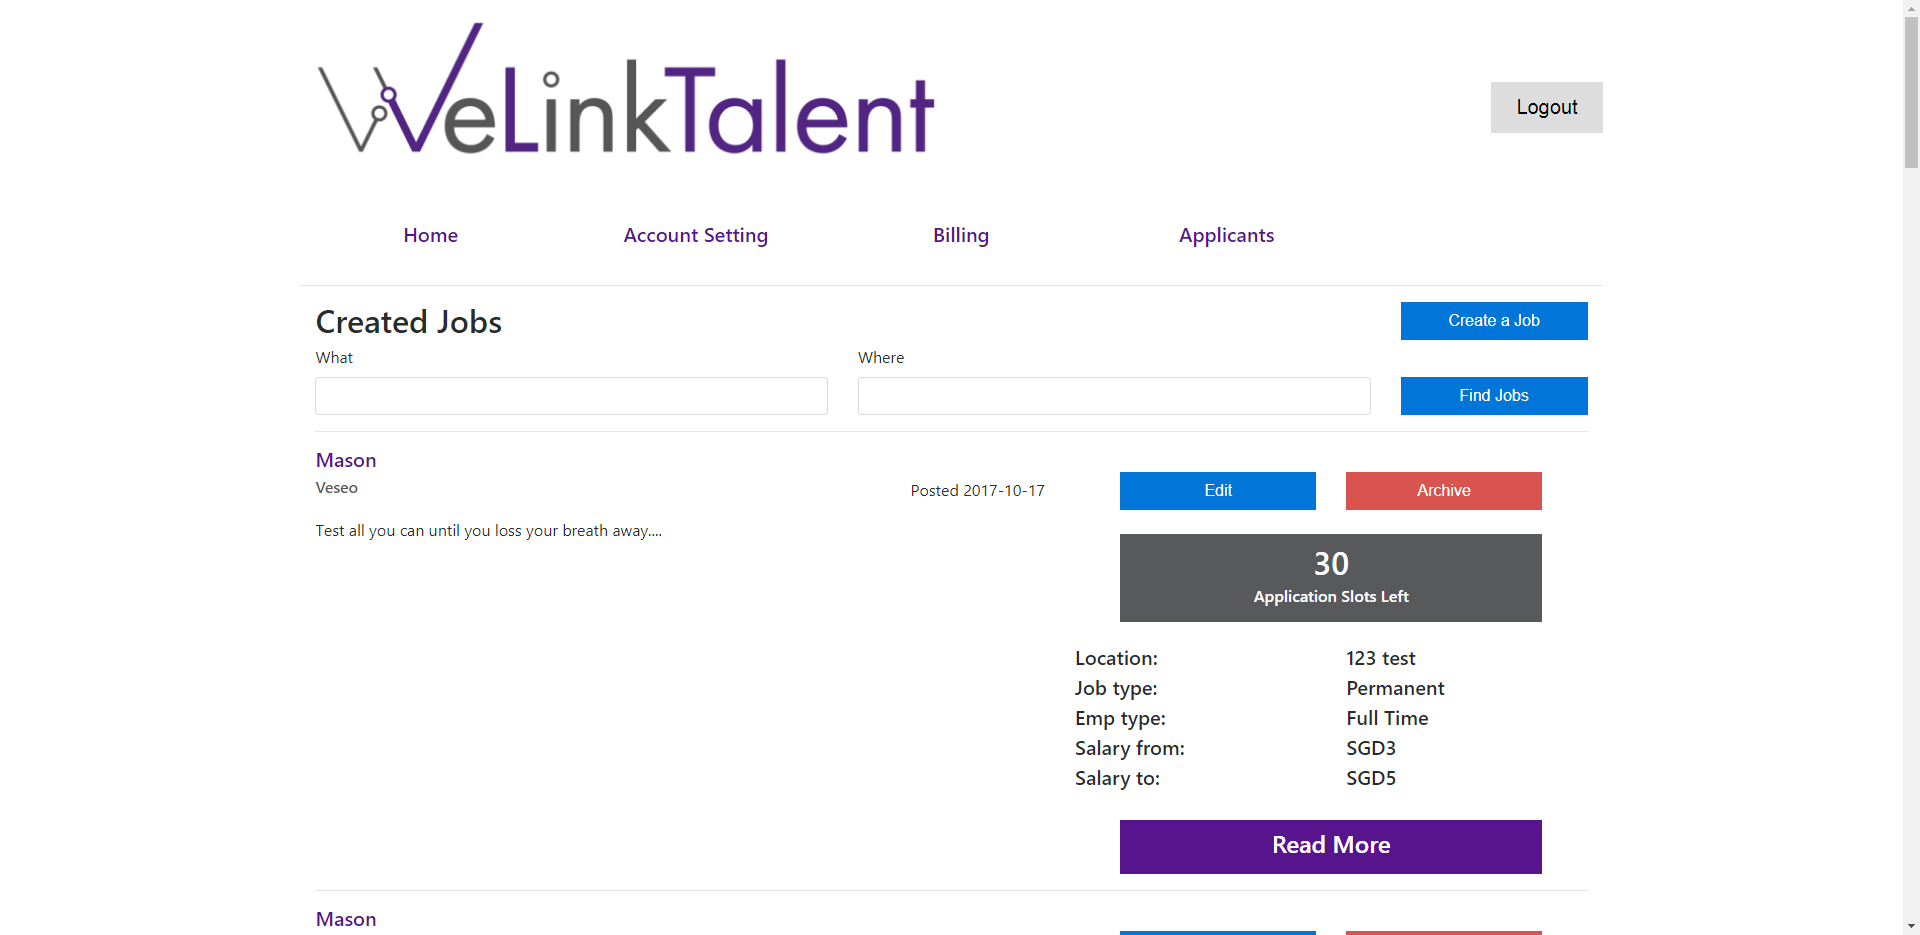 WeLinkTalent
Logout
Home Account Setting Billing Applicants
Created Jobs
Create a Job
What
Where
Find Jobs
Mason
Veseo
Posted 2017-10-17
Edit
Archive
Test all you can until you loss your breath away....
30
Application Slots Left
Location: 123 test
Job type: Permanent
Emp type: Full Time
Salary from: SGD3
Salary to: SGD5
Read More
Mason